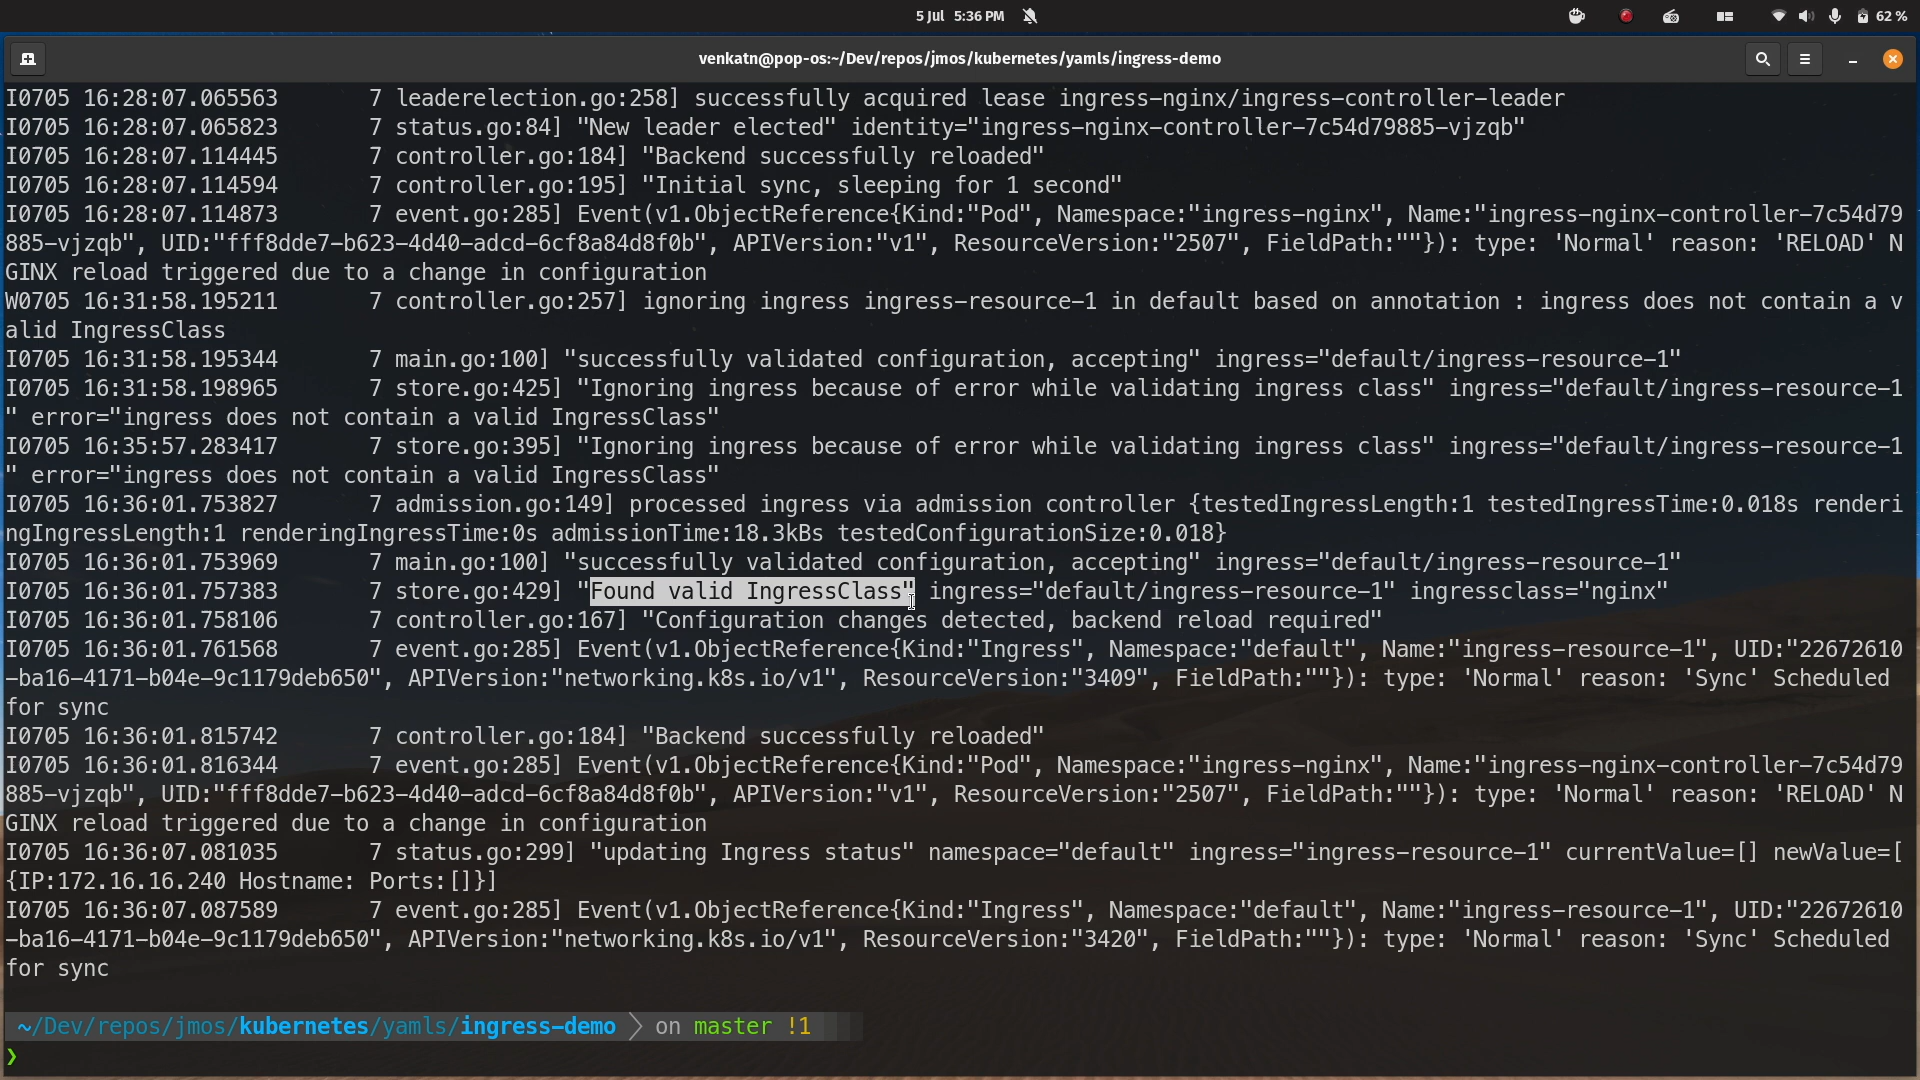 5 Jul 5:36 PM
62 %
venkatn@pop-os:~/Dev/repos/jmos/kubernetes/yamls/ingress-demo
I0705 16:28:07.065563       7 leaderelection.go:258] successfully acquired lease ingress-nginx/ingress-controller-leader
I0705 16:28:07.065823       7 status.go:84] "New leader elected" identity="ingress-nginx-controller-7c54d79885-vjzqb"
I0705 16:28:07.114445       7 controller.go:184] "Backend successfully reloaded"
I0705 16:28:07.114594       7 controller.go:195] "Initial sync, sleeping for 1 second"
I0705 16:28:07.114873       7 event.go:285] Event(v1.ObjectReference{Kind:"Pod", Namespace:"ingress-nginx", Name:"ingress-nginx-controller-7c54d79
885-vjzqb", UID:"fff8dde7-b623-4d40-adcd-6cf8a84d8f0b", APIVersion:"v1", ResourceVersion:"2507", FieldPath:""}): type: 'Normal' reason: 'RELOAD' N
GINX reload triggered due to a change in configuration
W0705 16:31:58.195211       7 controller.go:257] ignoring ingress ingress-resource-1 in default based on annotation : ingress does not contain a v
alid IngressClass
I0705 16:31:58.195344       7 main.go:100] "successfully validated configuration, accepting" ingress="default/ingress-resource-1"
I0705 16:31:58.198965       7 store.go:425] "Ignoring ingress because of error while validating ingress class" ingress="default/ingress-resource-1
" error="ingress does not contain a valid IngressClass"
I0705 16:35:57.283417       7 store.go:395] "Ignoring ingress because of error while validating ingress class" ingress="default/ingress-resource-1
" error="ingress does not contain a valid IngressClass"
I0705 16:36:01.753827       7 admission.go:149] processed ingress via admission controller {testedIngressLength:1 testedIngressTime:0.018s renderi
ngIngressLength:1 renderingIngressTime:0s admissionTime:18.3kBs testedConfigurationSize:0.018}
I0705 16:36:01.753969       7 main.go:100] "successfully validated configuration, accepting" ingress="default/ingress-resource-1"
I0705 16:36:01.757383       7 store.go:429] "Found valid IngressClass" ingress="default/ingress-resource-1" ingressclass="nginx"
I0705 16:36:01.758106       7 controller.go:167] "Configuration changes detected, backend reload required"
I0705 16:36:01.761568       7 event.go:285] Event(v1.ObjectReference{Kind:"Ingress", Namespace:"default", Name:"ingress-resource-1", UID:"22672610
-ba16-4171-b04e-9c1179deb650", APIVersion:"networking.k8s.io/v1", ResourceVersion:"3409", FieldPath:""}): type: 'Normal' reason: 'Sync' Scheduled
for sync
I0705 16:36:01.815742       7 controller.go:184] "Backend successfully reloaded"
I0705 16:36:01.816344       7 event.go:285] Event(v1.ObjectReference{Kind:"Pod", Namespace:"ingress-nginx", Name:"ingress-nginx-controller-7c54d79
885-vjzqb", UID:"fff8dde7-b623-4d40-adcd-6cf8a84d8f0b", APIVersion:"v1", ResourceVersion:"2507", FieldPath:""}): type: 'Normal' reason: 'RELOAD' N
GINX reload triggered due to a change in configuration
I0705 16:36:07.081035       7 status.go:299] "updating Ingress status" namespace="default" ingress="ingress-resource-1" currentValue=[] newValue=[
{IP:172.16.16.240 Hostname: Ports:[]}]
I0705 16:36:07.087589       7 event.go:285] Event(v1.ObjectReference{Kind:"Ingress", Namespace:"default", Name:"ingress-resource-1", UID:"22672610
-ba16-4171-b04e-9c1179deb650", APIVersion:"networking.k8s.io/v1", ResourceVersion:"3420", FieldPath:""}): type: 'Normal' reason: 'Sync' Scheduled
for sync
~/Dev/repos/jmos/kubernetes/yamls/ingress-demo on master !1
❯